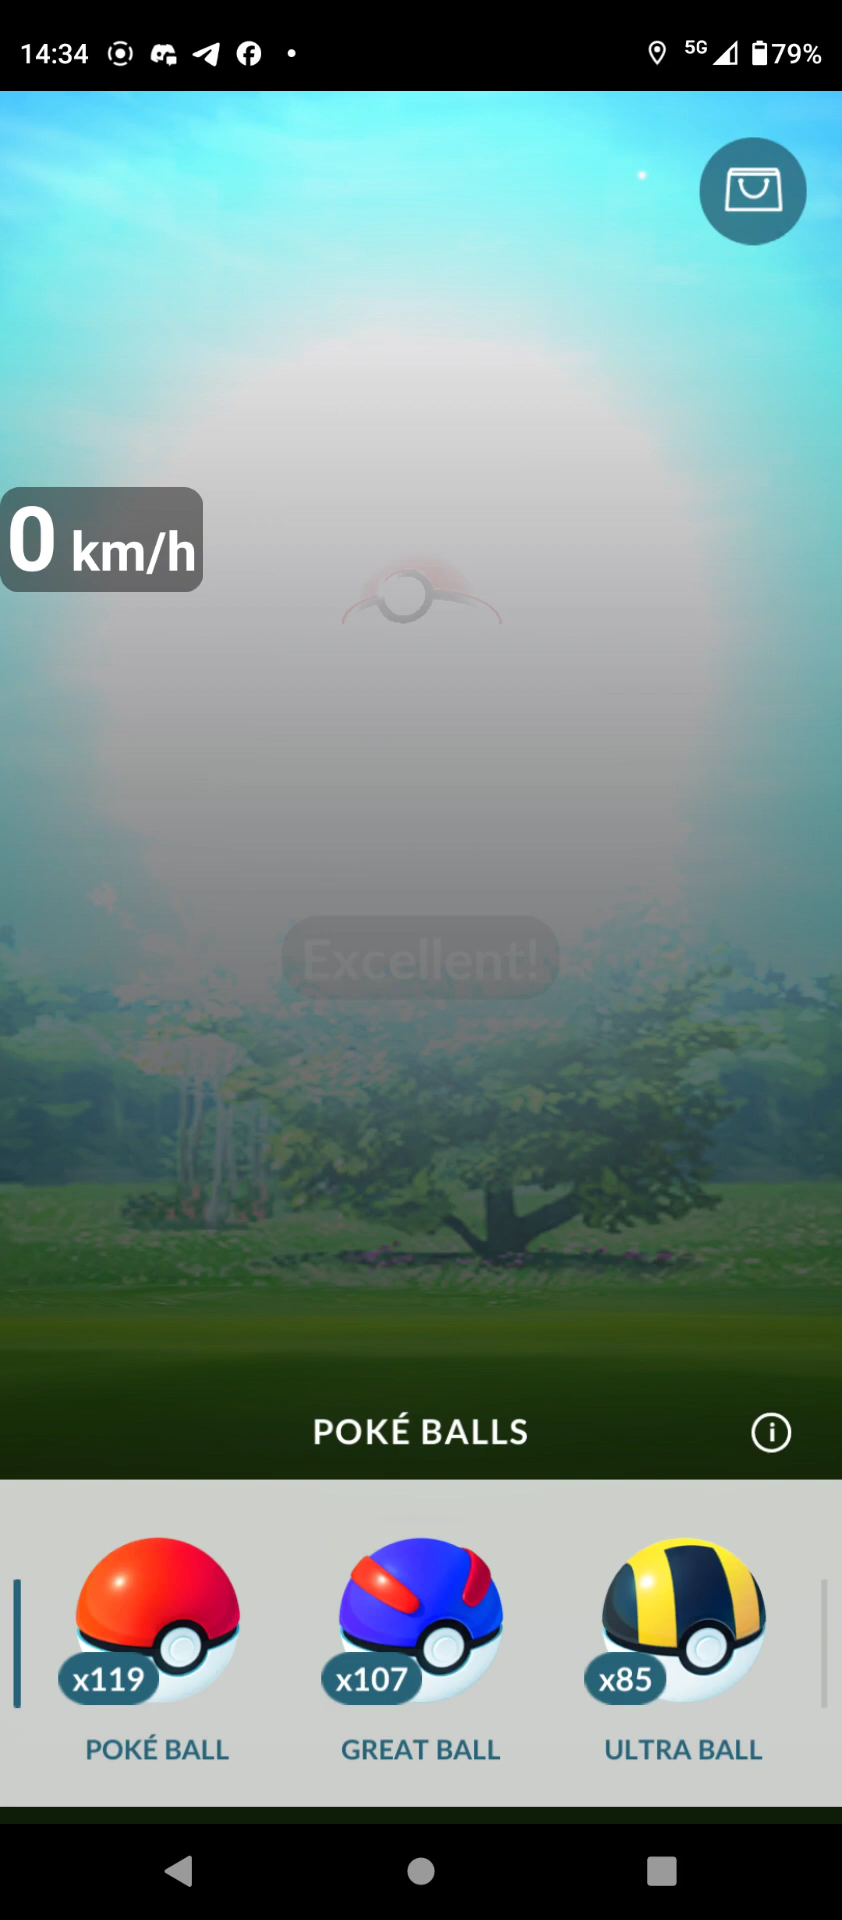 14:34 5G 79%
0 km/h
Excellent!
POKÉ BALLS
x119 x107 x85
POKÉ BALL GREAT BALL ULTRA BALL